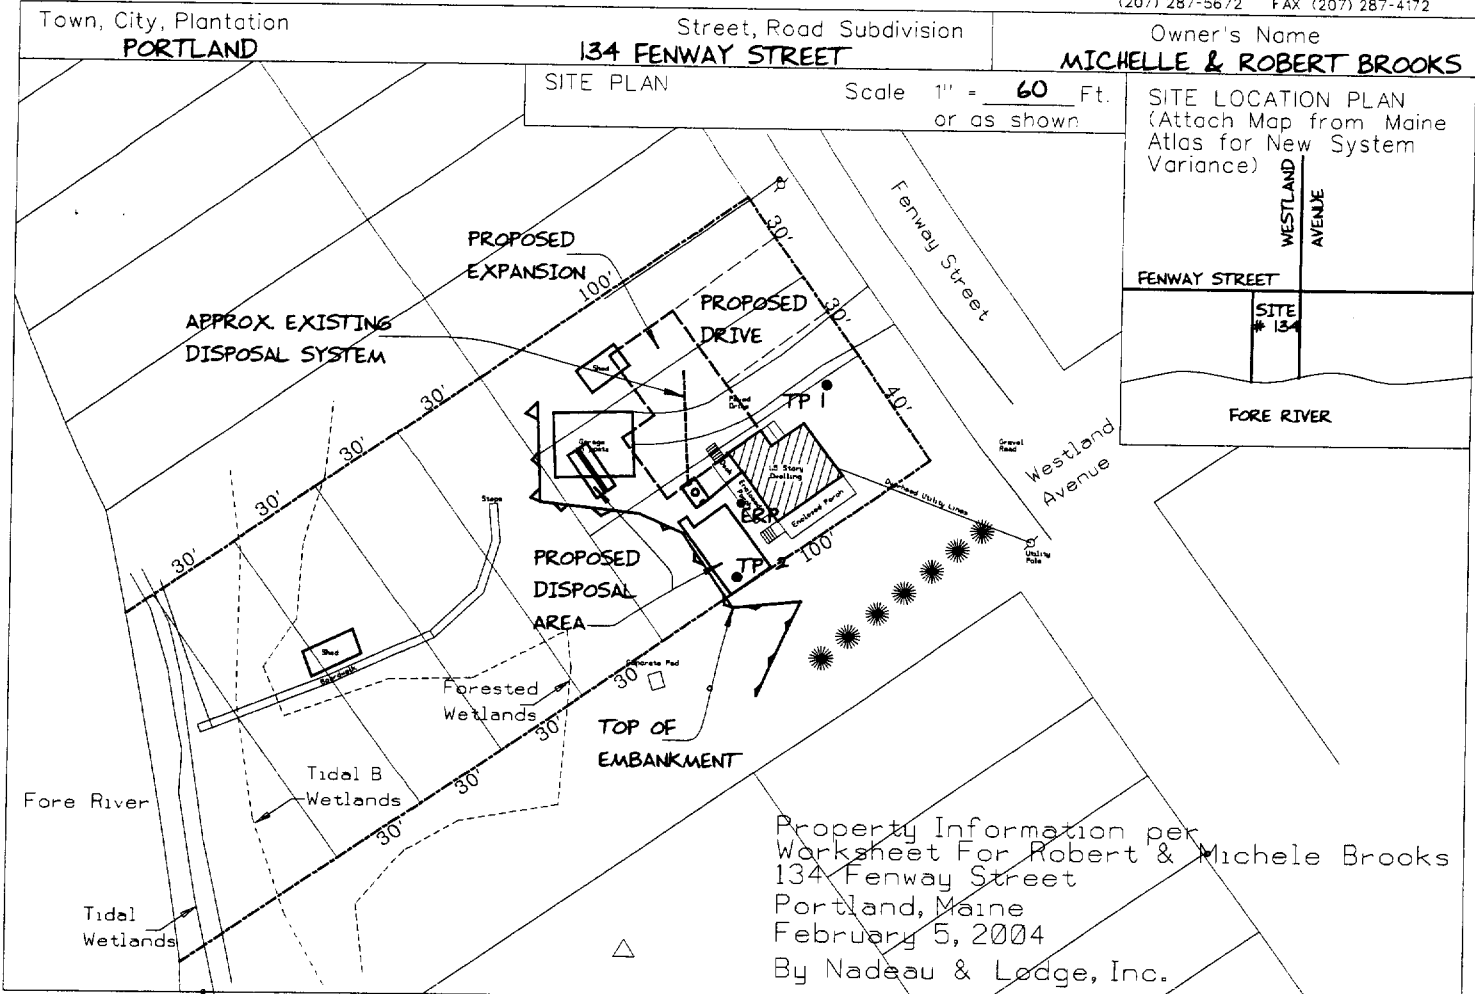 (207) 287-5672 FAX (207) 287-4172
Town, City, Plantation
PORTLAND
Street, Road Subdivision
134 FENWAY STREET
Owner's Name
MICHELLE & ROBERT BROOKS
SITE PLAN
Scale 1" = 60 Ft.
or as shown
SITE LOCATION PLAN
(Attach Map from Maine
Atlas for New System
Variance)
WESTLAND
AVENUE
FENWAY STREET
SITE
# 134
FORE RIVER
Fenway Street
PROPOSED
EXPANSION
100'
30'
PROPOSED
DRIVE
30'
APPROX. EXISTING
DISPOSAL SYSTEM
Shed
30'
30'
30'
30'
TP 1
40'
Paved
Drive
Garage
1.5 Story
Dwelling
Enclosed Porch
Overhead Utility Lines
Gravel
Road
Westland
Avenue
Utility
Pole
Steps
ERP
TP 2
100'
PROPOSED
DISPOSAL
AREA
Shed
Boardwalk
Concrete Pad
Forested
Wetlands
30'
30'
30'
30'
TOP OF
EMBANKMENT
Tidal B
Wetlands
Fore River
Tidal
Wetlands
Property Information per
Worksheet For Robert & Michele Brooks
134 Fenway Street
Portland, Maine
February 5, 2004
By Nadeau & Lodge, Inc.